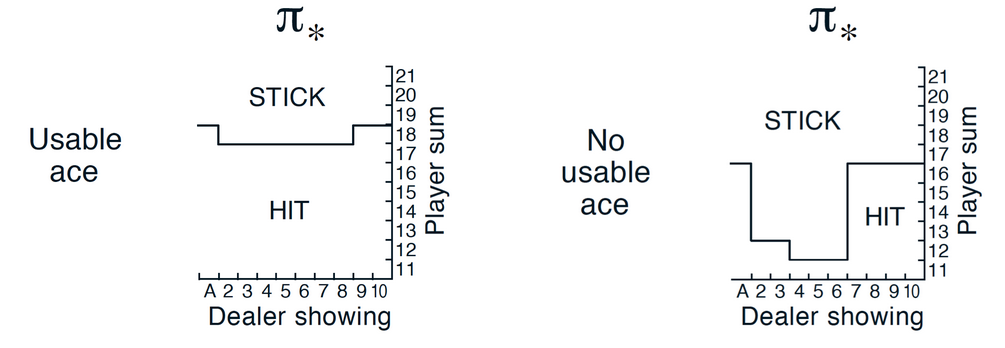 π*
STICK
HIT
Usable
ace
21
20
19
18
17
16
15
14
13
12
11
Player sum
A 2 3 4 5 6 7 8 9 10
Dealer showing
π*
STICK
HIT
No
usable
ace
21
20
19
18
17
16
15
14
13
12
11
Player sum
A 2 3 4 5 6 7 8 9 10
Dealer showing